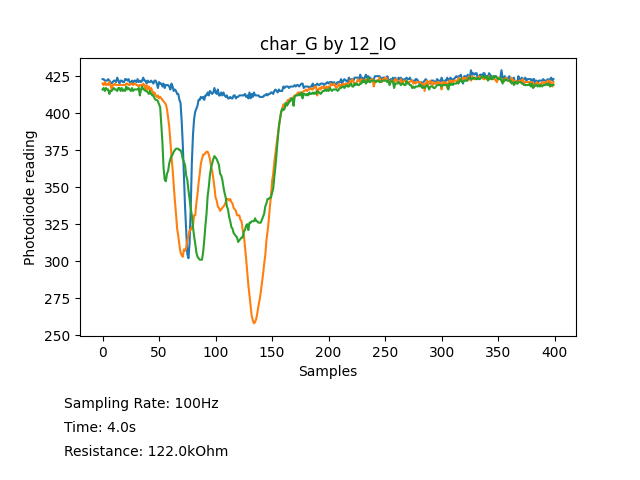 char_G by 12_IO
Photodiode reading
425
400
375
350
325
300
275
250
0 50 100 150 200 250 300 350 400
Samples
Sampling Rate: 100Hz
Time: 4.0s
Resistance: 122.0kOhm